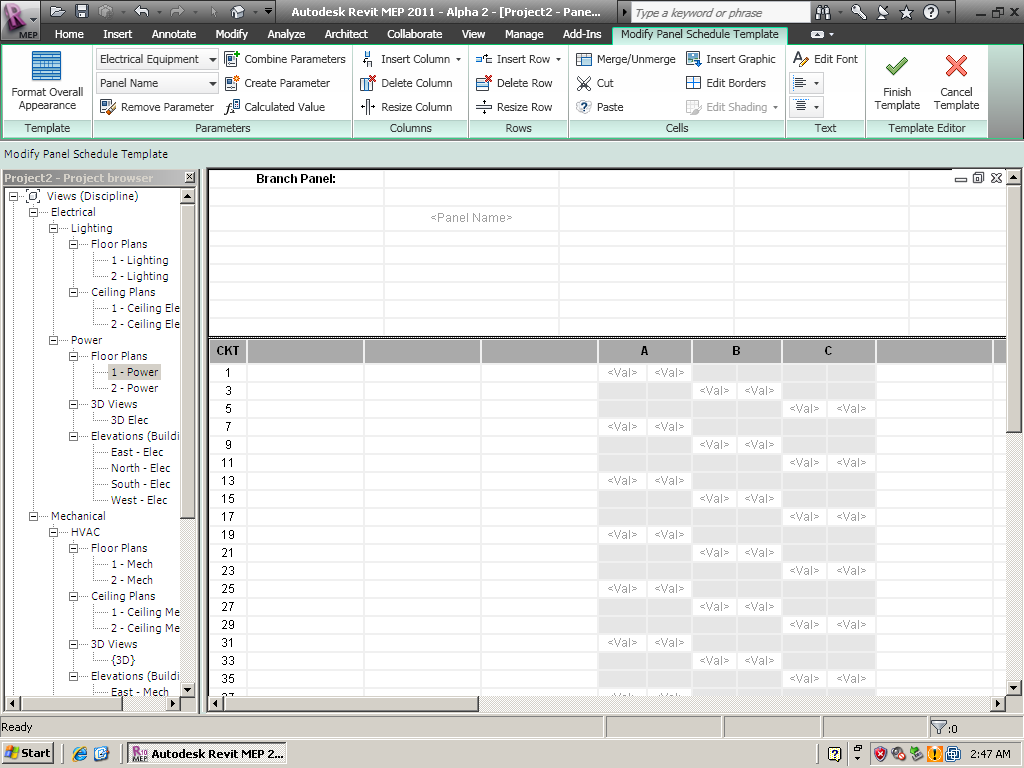 Autodesk Revit MEP 2011 - Alpha 2 - [Project2 - Pane...
Type a keyword or phrase
MEP
Home Insert Annotate Modify Analyze Architect Collaborate View Manage Add-Ins Modify Panel Schedule Template
Electrical Equipment Combine Parameters Insert Column Insert Row Merge/Unmerge Insert Graphic Edit Font
Panel Name Create Parameter Delete Column Delete Row Cut Edit Borders
Format Overall Appearance Remove Parameter Calculated Value Resize Column Resize Row Paste Edit Shading Finish Template Cancel Template
Template Parameters Columns Rows Cells Text Template Editor
Modify Panel Schedule Template
Project2 - Project browser
Views (Discipline)
Electrical
Lighting
Floor Plans
1 - Lighting
2 - Lighting
Ceiling Plans
1 - Ceiling Ele
2 - Ceiling Ele
Power
Floor Plans
1 - Power
2 - Power
3D Views
3D Elec
Elevations (Buildi
East - Elec
North - Elec
South - Elec
West - Elec
Mechanical
HVAC
Floor Plans
1 - Mech
2 - Mech
Ceiling Plans
1 - Ceiling Me
2 - Ceiling Me
3D Views
{3D}
Elevations (Buildi
East - Mech
Branch Panel:
<Panel Name>
CKT A B C
1 <Val> <Val>
3 <Val> <Val>
5 <Val> <Val>
7 <Val> <Val>
9 <Val> <Val>
11 <Val> <Val>
13 <Val> <Val>
15 <Val> <Val>
17 <Val> <Val>
19 <Val> <Val>
21 <Val> <Val>
23 <Val> <Val>
25 <Val> <Val>
27 <Val> <Val>
29 <Val> <Val>
31 <Val> <Val>
33 <Val> <Val>
35 <Val> <Val>
37 <Val> <Val>
Ready
:0
Start
Autodesk Revit MEP 2...
2:47 AM